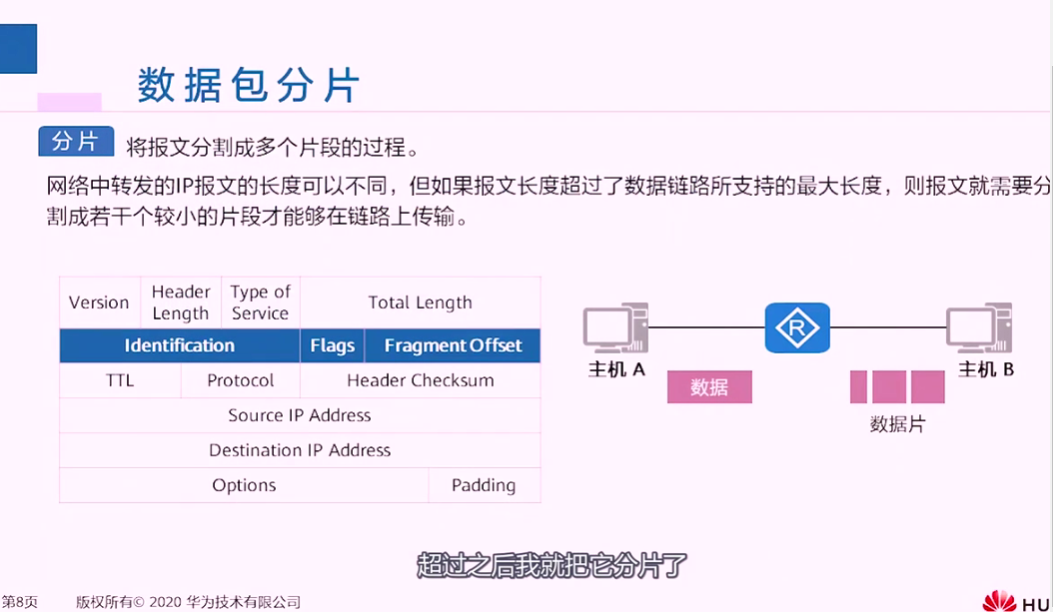 数据包分片
分片 将报文分割成多个片段的过程。
网络中转发的IP报文的长度可以不同，但如果报文长度超过了数据链路所支持的最大长度，则报文就需要分
割成若干个较小的片段才能够在链路上传输。
Version Header Length Type of Service Total Length
Identification Flags Fragment Offset
TTL Protocol Header Checksum
Source IP Address
Destination IP Address
Options Padding
R
主机 A 主机 B
数据
数据片
超过之后我就把它分片了
第8页 版权所有© 2020 华为技术有限公司
HU